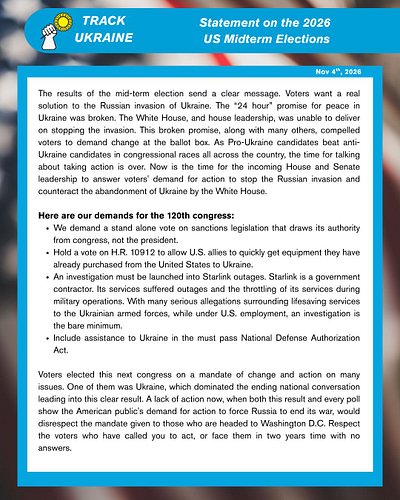 TRACK
UKRAINE
Statement on the 2026
US Midterm Elections
Nov 4th, 2026
The results of the mid-term election send a clear message. Voters want a real
solution to the Russian invasion of Ukraine. The “24 hour” promise for peace in
Ukraine was broken. The White House, and house leadership, was unable to deliver
on stopping the invasion. This broken promise, along with many others, compelled
voters to demand change at the ballot box. As Pro-Ukraine candidates beat anti-
Ukraine candidates in congressional races all across the country, the time for talking
about taking action is over. Now is the time for the incoming House and Senate
leadership to answer voters' demand for action to stop the Russian invasion and
counteract the abandonment of Ukraine by the White House.
Here are our demands for the 120th congress:
• We demand a stand alone vote on sanctions legislation that draws its authority
from congress, not the president.
• Hold a vote on H.R. 10912 to allow U.S. allies to quickly get equipment they have
already purchased from the United States to Ukraine.
• An investigation must be launched into Starlink outages. Starlink is a government
contractor. Its services suffered outages and the throttling of its services during
military operations. With many serious allegations surrounding lifesaving services
to the Ukrainian armed forces, while under U.S. employment, an investigation is
the bare minimum.
• Include assistance to Ukraine in the must pass National Defense Authorization
Act.
Voters elected this next congress on a mandate of change and action on many
issues. One of them was Ukraine, which dominated the ending national conversation
leading into this clear result. A lack of action now, when both this result and every poll
show the American public's demand for action to force Russia to end its war, would
disrespect the mandate given to those who are headed to Washington D.C. Respect
the voters who have called you to act, or face them in two years time with no
answers.